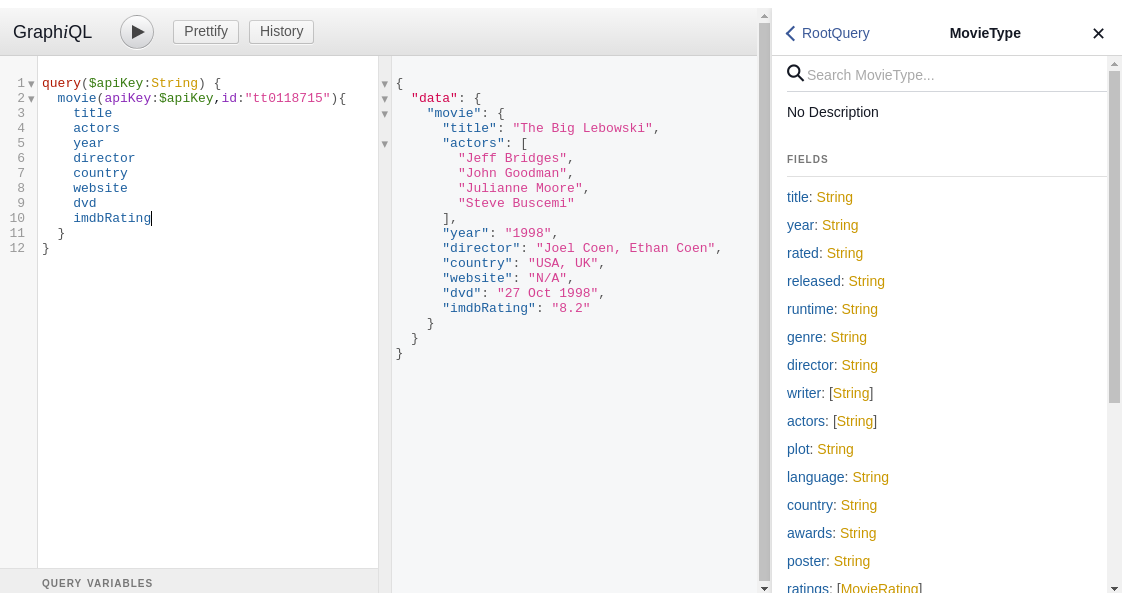 GraphiQL
Prettify
History
1 query($apiKey:String) {
2   movie(apiKey:$apiKey,id:"tt0118715"){
3     title
4     actors
5     year
6     director
7     country
8     website
9     dvd
10     imdbRating
11   }
12 }
QUERY VARIABLES
{
  "data": {
    "movie": {
      "title": "The Big Lebowski",
      "actors": [
        "Jeff Bridges",
        "John Goodman",
        "Julianne Moore",
        "Steve Buscemi"
      ],
      "year": "1998",
      "director": "Joel Coen, Ethan Coen",
      "country": "USA, UK",
      "website": "N/A",
      "dvd": "27 Oct 1998",
      "imdbRating": "8.2"
    }
  }
}
RootQuery
MovieType
Search MovieType...
No Description
FIELDS
title: String
year: String
rated: String
released: String
runtime: String
genre: String
director: String
writer: [String]
actors: [String]
plot: String
language: String
country: String
awards: String
poster: String
ratings: [MovieRating]